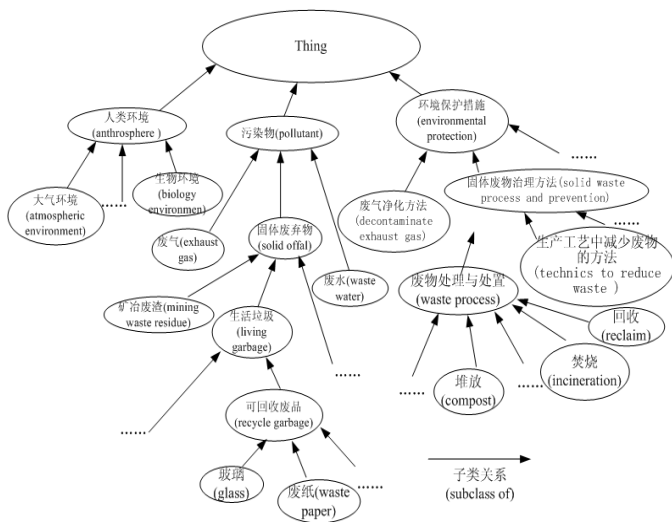 Thing
人类环境
(anthrosphere )
污染物(pollutant)
环境保护措施
(environmental
protection)
大气环境
(atmospheric
environment)
......
生物环境
(biology
environmen)
......
固体废物治理方法(solid waste
process and prevention)
废气(exhaust
gas)
固体废弃物
(solid offal)
废水(waste
water)
废气净化方法
(decontaminate
exhaust gas)
......
生产工艺中减少废物
的方法
(technics to reduce
waste )
矿冶废渣(mining
waste residue)
生活垃圾
(living
garbage)
......
废物处理与处置
(waste process)
回收
(reclaim)
......
堆放
(compost)
......
焚烧
(incineration)
......
可回收废品
(recycle garbage)
玻璃
(glass)
废纸(waste
paper)
......
子类关系
(subclass of)